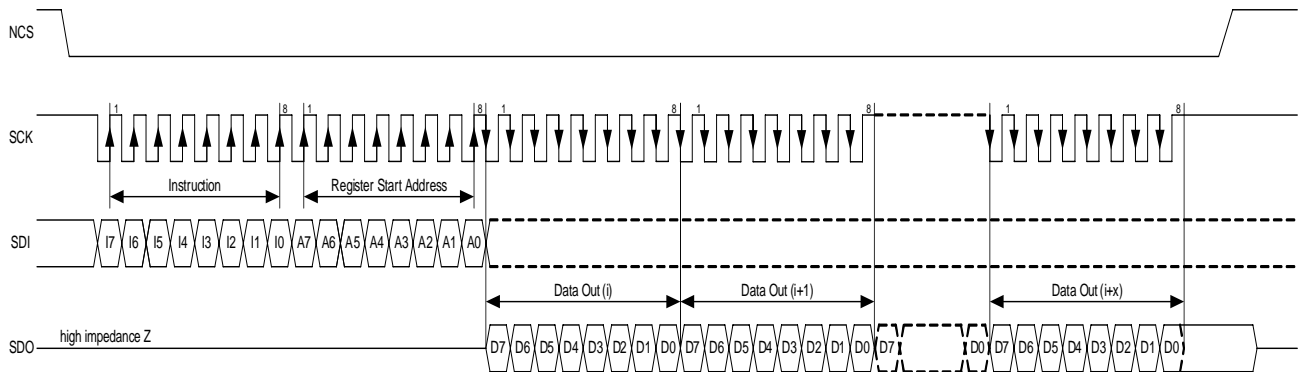 NCS
1 8 1 8 1 8 1 8 1 8
SCK
Instruction Register Start Address
SDI I7 I6 I5 I4 I3 I2 I1 I0 A7 A6 A5 A4 A3 A2 A1 A0
Data Out (i) Data Out (i+1) Data Out (i+x)
high impedance Z
SDO D7 D6 D5 D4 D3 D2 D1 D0 D7 D6 D5 D4 D3 D2 D1 D0 D7 D0 D7 D6 D5 D4 D3 D2 D1 D0